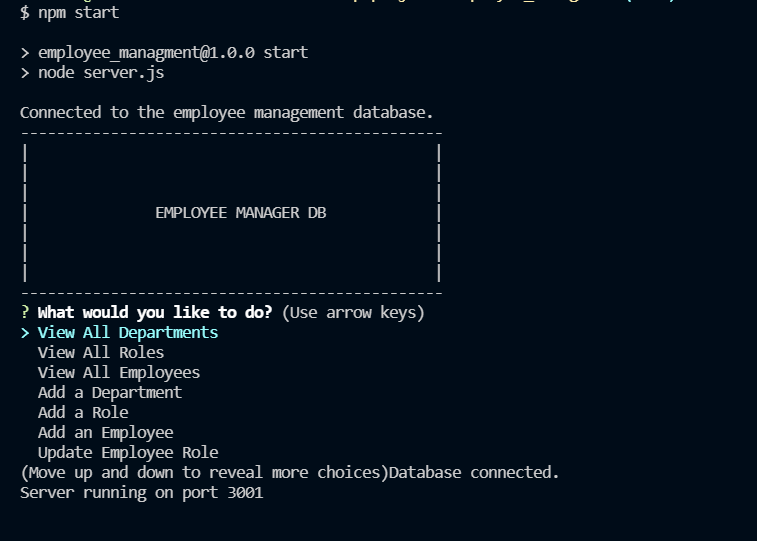 $ npm start
> employee_managment@1.0.0 start
> node server.js
Connected to the employee management database.
-----------------------------------------------
| |
| |
| |
| EMPLOYEE MANAGER DB |
| |
| |
| |
-----------------------------------------------
? What would you like to do? (Use arrow keys)
> View All Departments
View All Roles
View All Employees
Add a Department
Add a Role
Add an Employee
Update Employee Role
(Move up and down to reveal more choices)Database connected.
Server running on port 3001